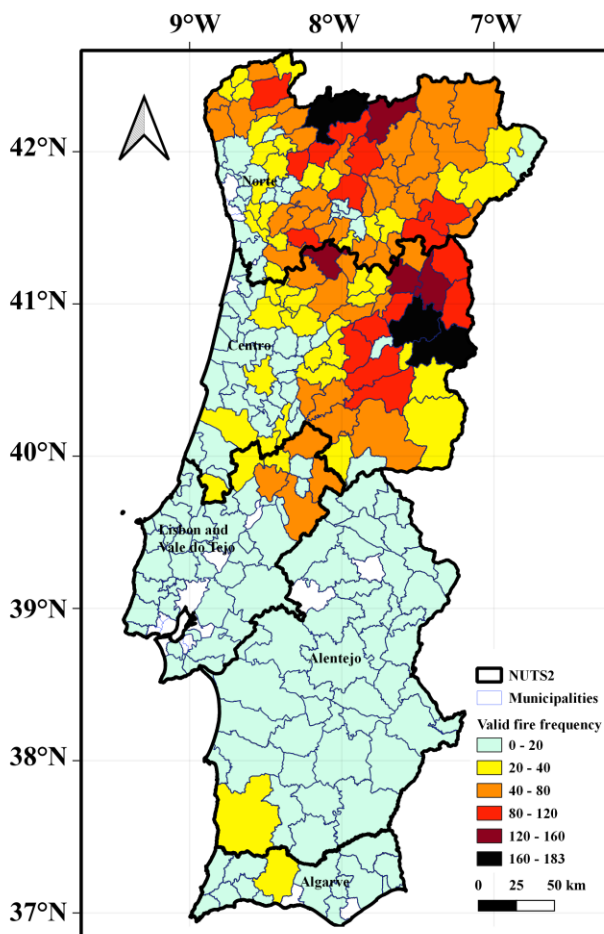 9°W 8°W 7°W
42°N
Norte
41°N
Centro
40°N
Lisbon and
Vale do Tejo
39°N
Alentejo
NUTS2
Municipalities
Valid fire frequency
38°N
0 - 20
20 - 40
40 - 80
80 - 120
120 - 160
160 - 183
Algarve
0 25 50 km
37°N